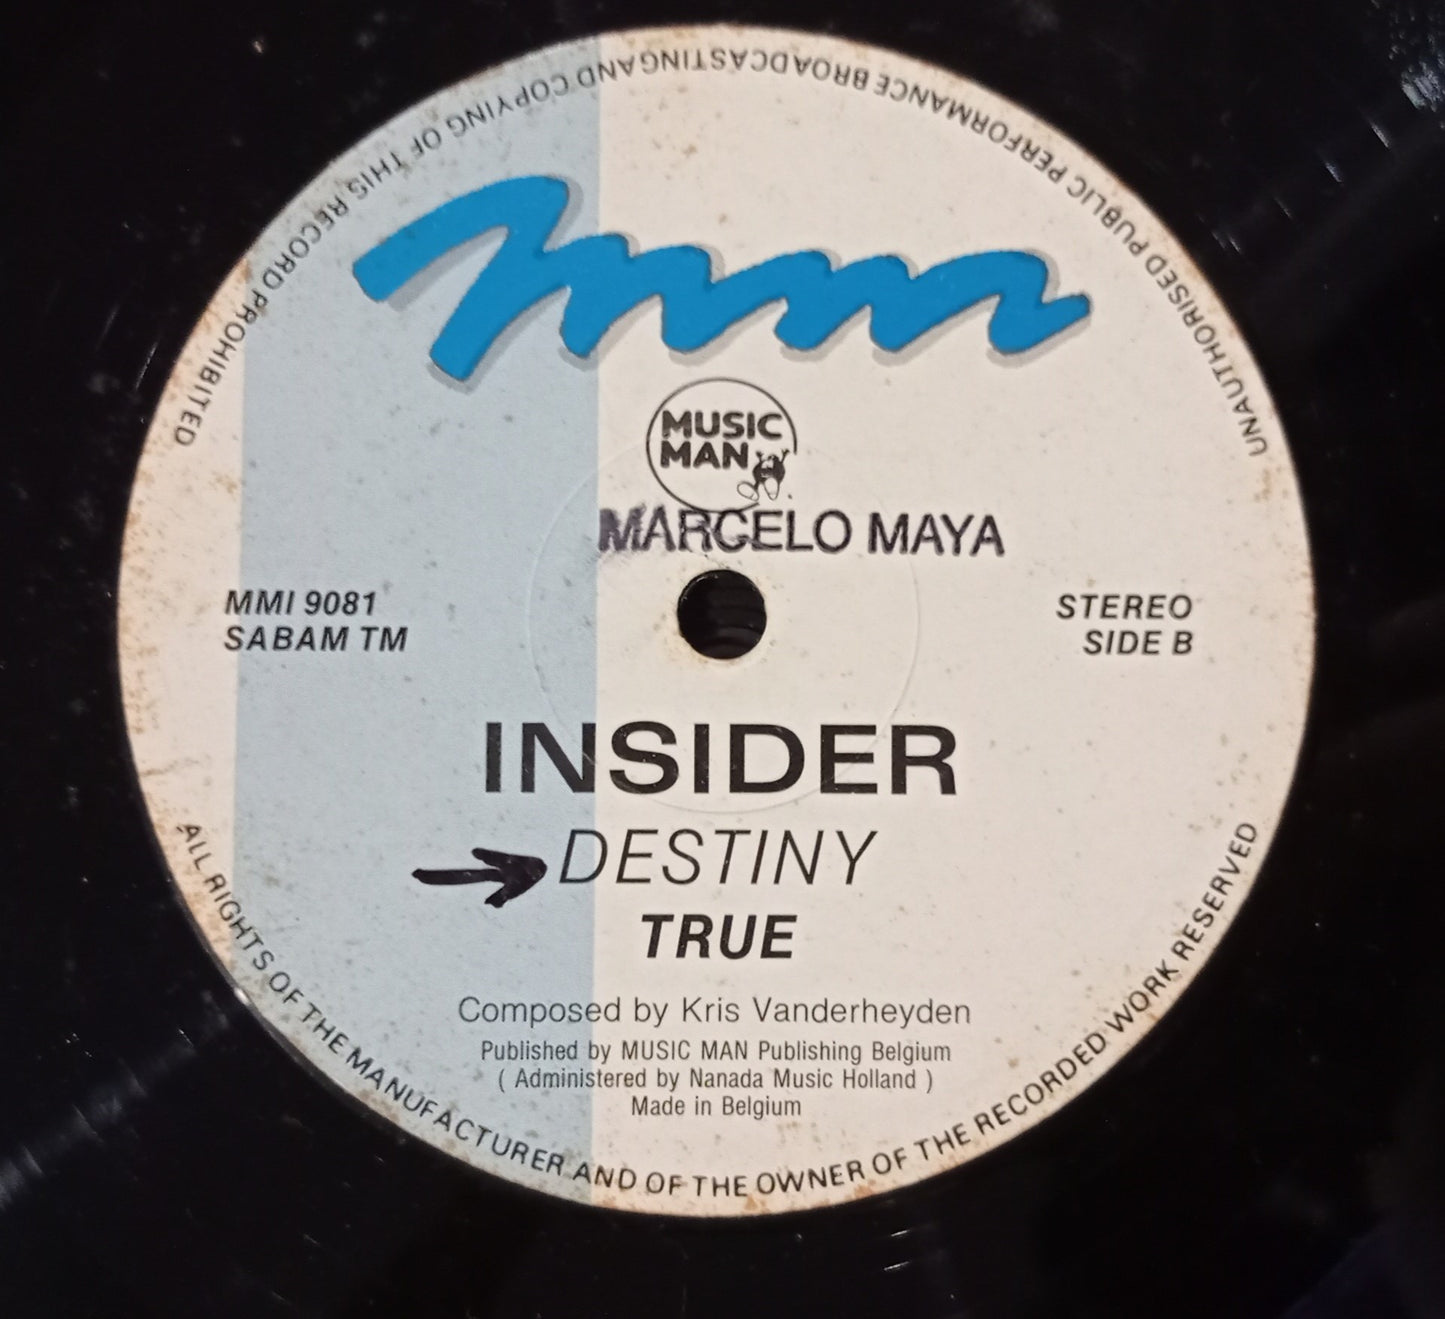 UNAUTHORISED PUBLIC PERFORMANCE BROADCASTING AND COPYING OF THIS RECORD PROHIBITED
MUSIC
MAN
MARCELO MAYA
MMI 9081
SABAM TM
STEREO
SIDE B
INSIDER
DESTINY
TRUE
Composed by Kris Vanderheyden
Published by MUSIC MAN Publishing Belgium
( Administered by Nanada Music Holland )
Made in Belgium
ALL RIGHTS OF THE MANUFACTURER AND OF THE OWNER OF THE RECORDED WORK RESERVED